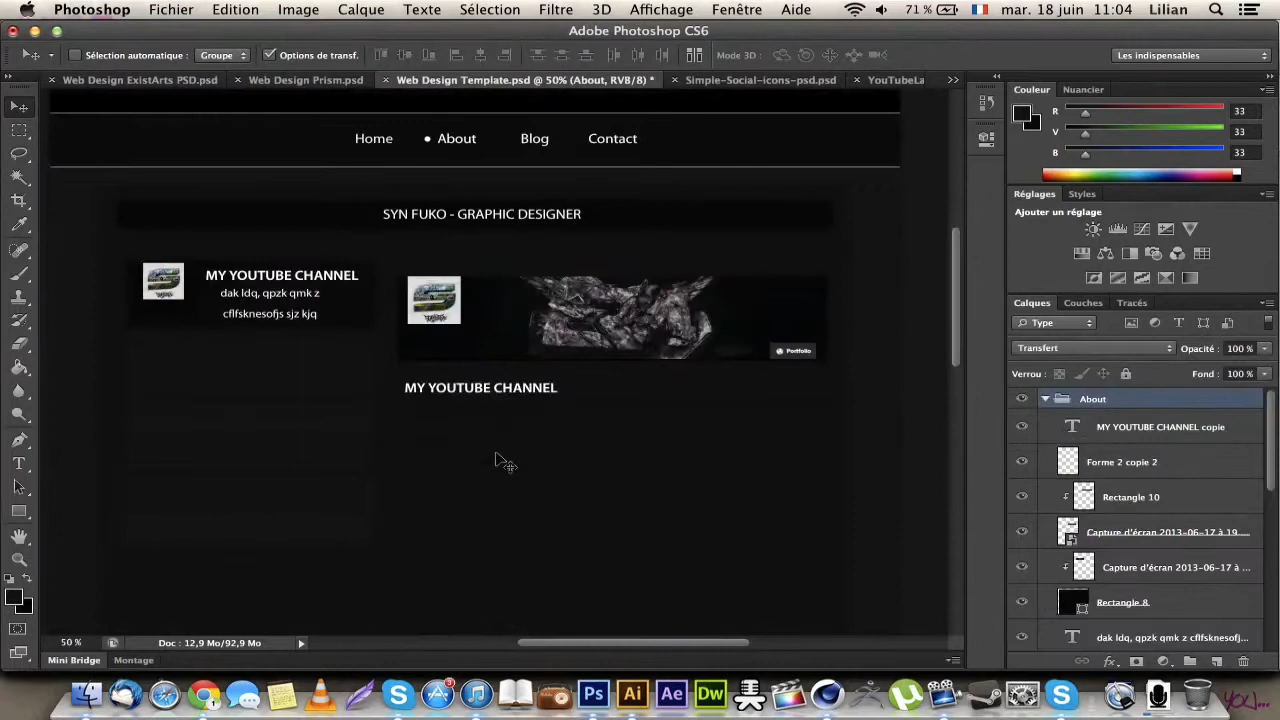 Photoshop Fichier Edition Image Calque Texte Sélection Filtre 3D Affichage Fenêtre Aide 71 % mar. 18 juin 11:04 Lilian
Adobe Photoshop CS6
Sélection automatique : Groupe Options de transf. Mode 3D : Les indispensables
Web Design ExistArts PSD.psd Web Design Prism.psd Web Design Template.psd @ 50% (About, RVB/8) * Simple-Social-icons-psd.psd YouTubeLa
Home About Blog Contact
SYN FUKO - GRAPHIC DESIGNER
MY YOUTUBE CHANNEL
dak ldq, qpzk qmk z
cflfsknesofjs sjz kjq
Portfolio
MY YOUTUBE CHANNEL
Couleur Nuancier
R 33
V 33
B 33
Réglages Styles
Ajouter un réglage
Calques Couches Tracés
Type
Transfert Opacité : 100 %
Verrou : Fond : 100 %
About
MY YOUTUBE CHANNEL copie
Forme 2 copie 2
Rectangle 10
Capture d'écran 2013-06-17 à 19...
Capture d'écran 2013-06-17 à ...
Rectangle 8
dak ldq, qpzk qmk z cflfsknesofj...
50 % Doc : 12,9 Mo/92,9 Mo
Mini Bridge Montage
Ps Ai Ae Dw
YOU...